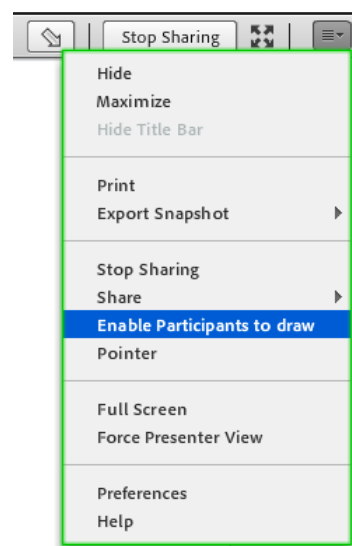 Stop Sharing
Hide
Maximize
Hide Title Bar
Print
Export Snapshot
Stop Sharing
Share
Enable Participants to draw
Pointer
Full Screen
Force Presenter View
Preferences
Help